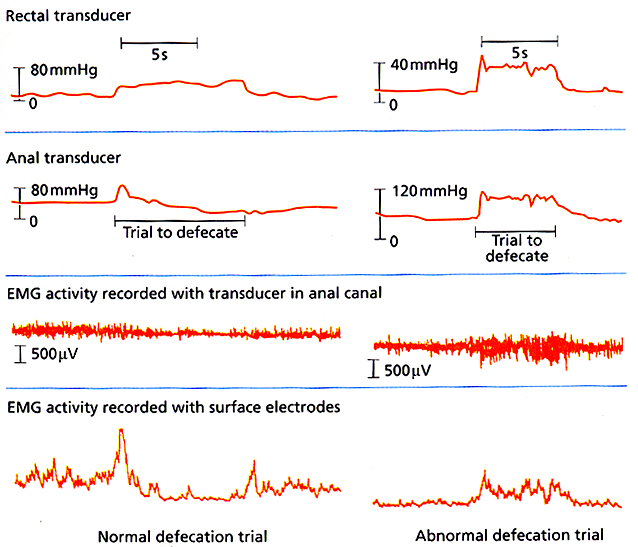 Rectal transducer
5s
5s
80mmHg
0
40mmHg
0
Anal transducer
80mmHg
0
120mmHg
0
Trial to defecate
Trial to
defecate
EMG activity recorded with transducer in anal canal
500μV
500μV
EMG activity recorded with surface electrodes
Normal defecation trial
Abnormal defecation trial